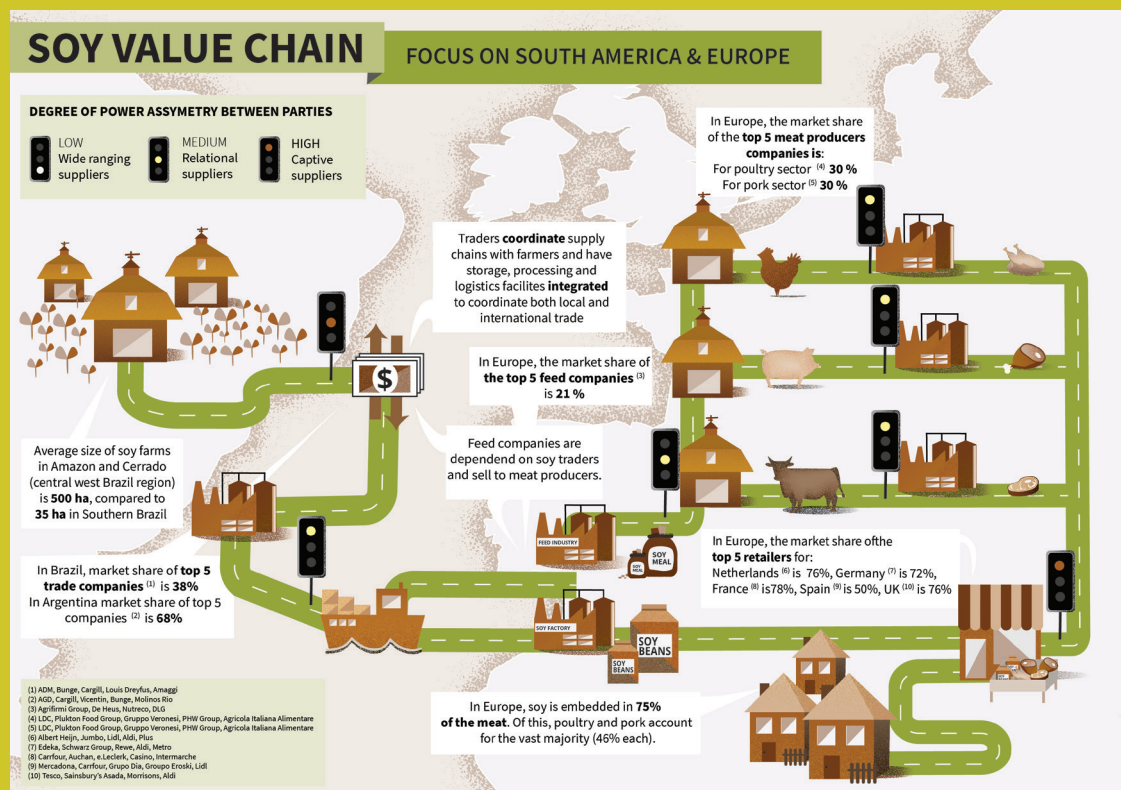 SOY VALUE CHAIN
FOCUS ON SOUTH AMERICA & EUROPE
DEGREE OF POWER ASSYMETRY BETWEEN PARTIES
LOW
Wide ranging
suppliers
MEDIUM
Relational
suppliers
HIGH
Captive
suppliers
In Europe, the market share
of the top 5 meat producers
companies is:
For poultry sector (4) 30 %
For pork sector (5) 30 %
Traders coordinate supply
chains with farmers and have
storage, processing and
logistics facilites integrated
to coordinate both local and
international trade
$
In Europe, the market share of
the top 5 feed companies (3)
is 21 %
Feed companies are
dependend on soy traders
and sell to meat producers.
Average size of soy farms
in Amazon and Cerrado
(central west Brazil region)
is 500 ha, compared to
35 ha in Southern Brazil
In Brazil, market share of top 5
trade companies (1) is 38%
In Argentina market share of top 5
companies (2) is 68%
FEED INDUSTRY
SOY
MEAL
SOY
MEAL
In Europe, the market share ofthe
top 5 retailers for:
Netherlands (6) is 76%, Germany (7) is 72%,
France (8) is78%, Spain (9) is 50%, UK (10) is 76%
SOY FACTORY
SOY
BEANS
SOY
BEANS
In Europe, soy is embedded in 75%
of the meat. Of this, poultry and pork account
for the vast majority (46% each).
(1) ADM, Bunge, Cargill, Louis Dreyfus, Amaggi
(2) AGD, Cargill, Vicentin, Bunge, Molinos Rio
(3) Agrifirmi Group, De Heus, Nutreco, DLG
(4) LDC, Plukton Food Group, Gruppo Veronesi, PHW Group, Agricola Italiana Alimentare
(5) LDC, Plukton Food Group, Gruppo Veronesi, PHW Group, Agricola Italiana Alimentare
(6) Albert Heijn, Jumbo, Lidl, Aldi, Plus
(7) Edeka, Schwarz Group, Rewe, Aldi, Metro
(8) Carrfour, Auchan, e.Leclerk, Casino, Intermarche
(9) Mercadona, Carrfour, Grupo Dia, Groupo Eroski, Lidl
(10) Tesco, Sainsbury's Asada, Morrisons, Aldi